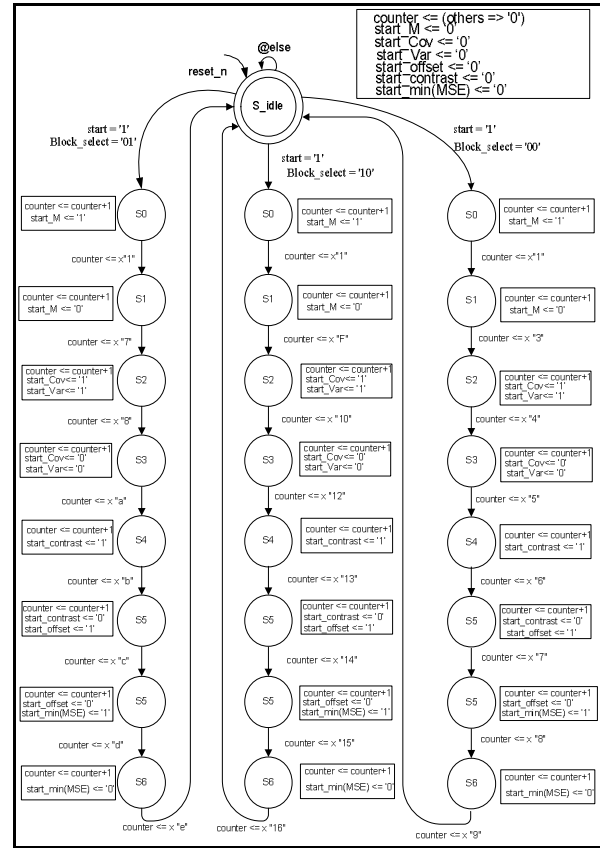 counter <= (others => '0')
start_M <= '0'
start_Cov <= '0'
start_Var <= '0'
start_offset <= '0'
start_contrast <= '0'
start_min(MSE) <= '0'
@else
reset_n
S_idle
start = '1'
Block_select = '01'
start = '1'
Block_select = '10'
start = '1'
Block_select = '00'
counter <= counter+1
start_M <= '1'
S0
counter <= x"1"
counter <= counter+1
start_M <= '0'
S1
counter <= x "7"
counter <= counter+1
start_Cov<= '1'
start_Var<= '1'
S2
counter <= x "8"
counter <= counter+1
start_Cov<= '0'
start_Var<= '0'
S3
counter <= x "a"
counter <= counter+1
start_contrast <= '1'
S4
counter <= x "b"
counter <= counter+1
start_contrast <= '0'
start_offset <= '1'
S5
counter <= x "c"
counter <= counter+1
start_offset <= '0'
start_min(MSE) <= '1'
S5
counter <= x "d"
counter <= counter+1
start_min(MSE) <= '0'
S6
counter <= x "e"
S0
counter <= counter+1
start_M <= '1'
counter <= x"1"
S1
counter <= counter+1
start_M <= '0'
counter <= x "F"
S2
counter <= counter+1
start_Cov<= '1'
start_Var<= '1'
counter <= x "10"
S3
counter <= counter+1
start_Cov<= '0'
start_Var<= '0'
counter <= x "12"
S4
counter <= counter+1
start_contrast <= '1'
counter <= x "13"
S5
counter <= counter+1
start_contrast <= '0'
start_offset <= '1'
counter <= x "14"
S5
counter <= counter+1
start_offset <= '0'
start_min(MSE) <= '1'
counter <= x "15"
S6
counter <= counter+1
start_min(MSE) <= '0'
counter <= x "16"
S0
counter <= counter+1
start_M <= '1'
counter <= x"1"
S1
counter <= counter+1
start_M <= '0'
counter <= x "3"
S2
counter <= counter+1
start_Cov<= '1'
start_Var<= '1'
counter <= x "4"
S3
counter <= counter+1
start_Cov<= '0'
start_Var<= '0'
counter <= x "5"
S4
counter <= counter+1
start_contrast <= '1'
counter <= x "6"
S5
counter <= counter+1
start_contrast <= '0'
start_offset <= '1'
counter <= x "7"
S5
counter <= counter+1
start_offset <= '0'
start_min(MSE) <= '1'
counter <= x "8"
S6
counter <= counter+1
start_min(MSE) <= '0'
counter <= x "9"